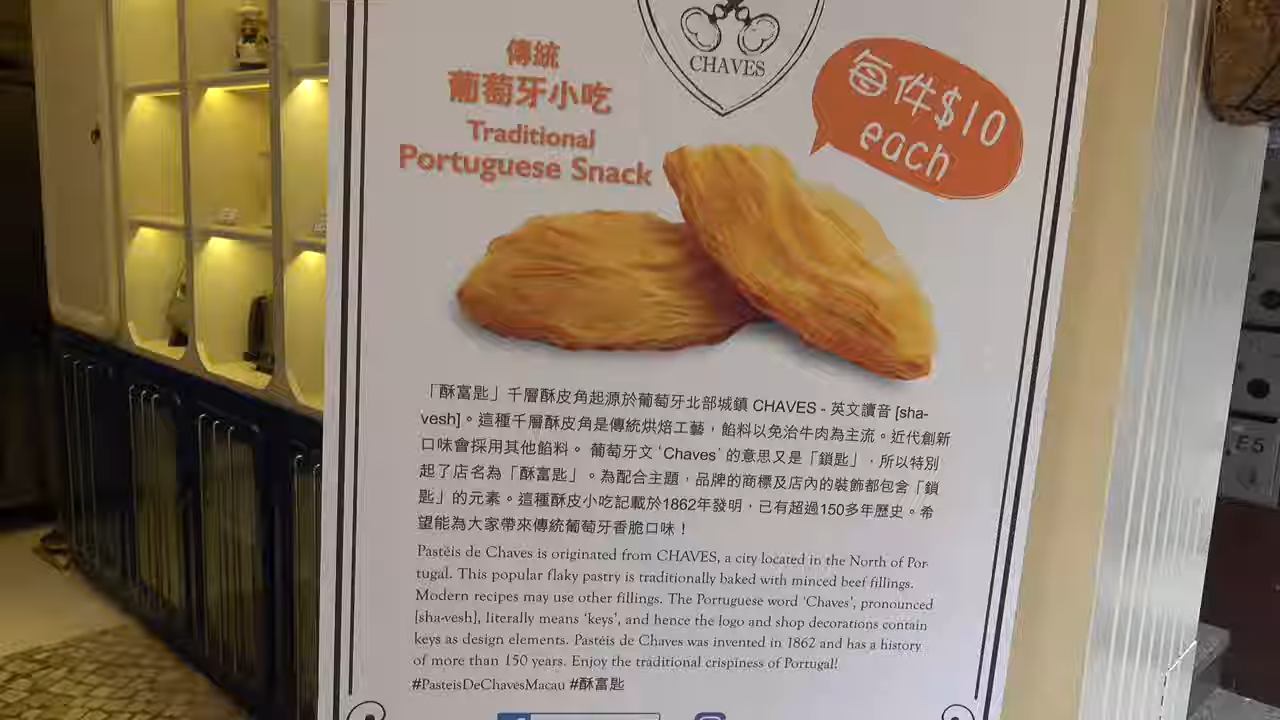 CHAVES
傳統
葡萄牙小吃
Traditional
Portuguese Snack
每件$10
each
「酥富匙」千層酥皮角起源於葡萄牙北部城鎮 CHAVES - 英文讀音 [sha-
vesh]。這種千層酥皮角是傳統烘焙工藝，餡料以免治牛肉為主流。近代創新
口味會採用其他餡料。 葡萄牙文 ‘Chaves’ 的意思又是「鎖匙」，所以特別
起了店名為「酥富匙」。為配合主題，品牌的商標及店內的裝飾都包含「鎖
匙」的元素。這種酥皮小吃記載於1862年發明，已有超過150多年歷史。希
望能為大家帶來傳統葡萄牙香脆口味！
Pastéis de Chaves is originated from CHAVES, a city located in the North of Por-
tugal. This popular flaky pastry is traditionally baked with minced beef fillings.
Modern recipes may use other fillings. The Portuguese word ‘Chaves’, pronounced
[sha-vesh], literally means ‘keys’, and hence the logo and shop decorations contain
keys as design elements. Pastéis de Chaves was invented in 1862 and has a history
of more than 150 years. Enjoy the traditional crispiness of Portugal!
#PasteisDeChavesMacau #酥富匙
E5